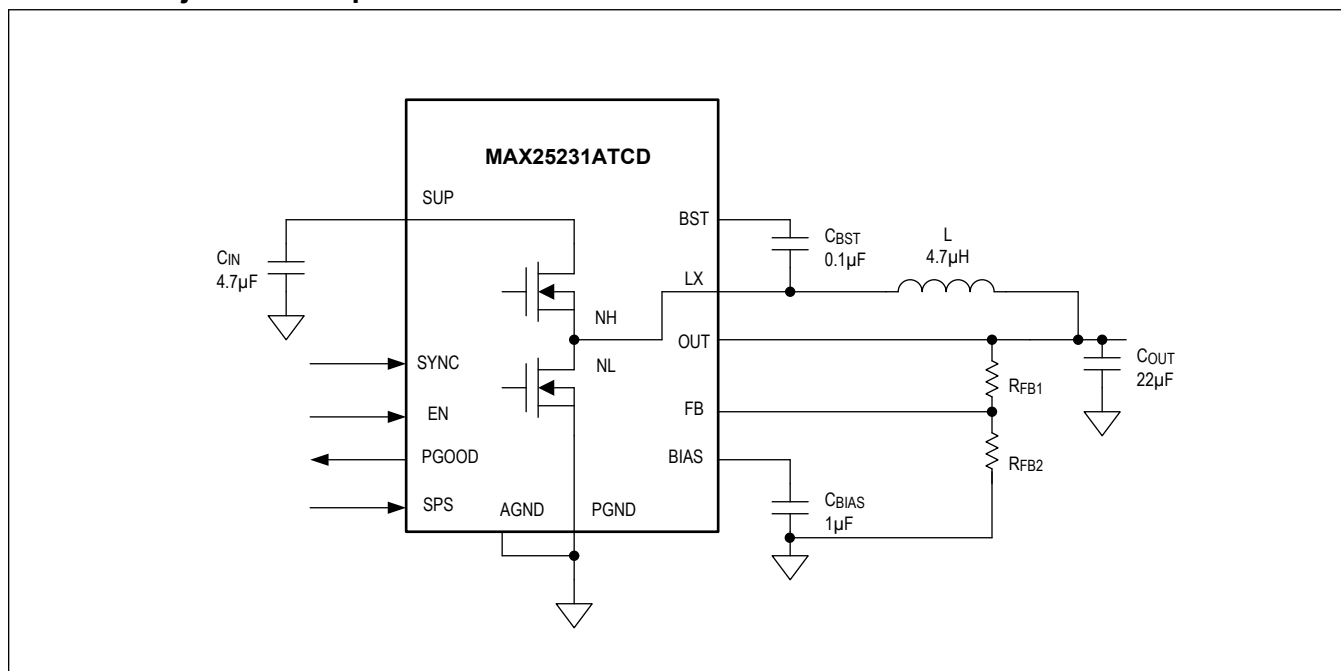 MAX25231ATCD
SUP
CIN
4.7µF
NH
NL
SYNC
EN
PGOOD
SPS
AGND
PGND
BST
LX
OUT
FB
BIAS
CBST
0.1µF
L
4.7µH
RFB1
RFB2
COUT
22µF
CBIAS
1µF